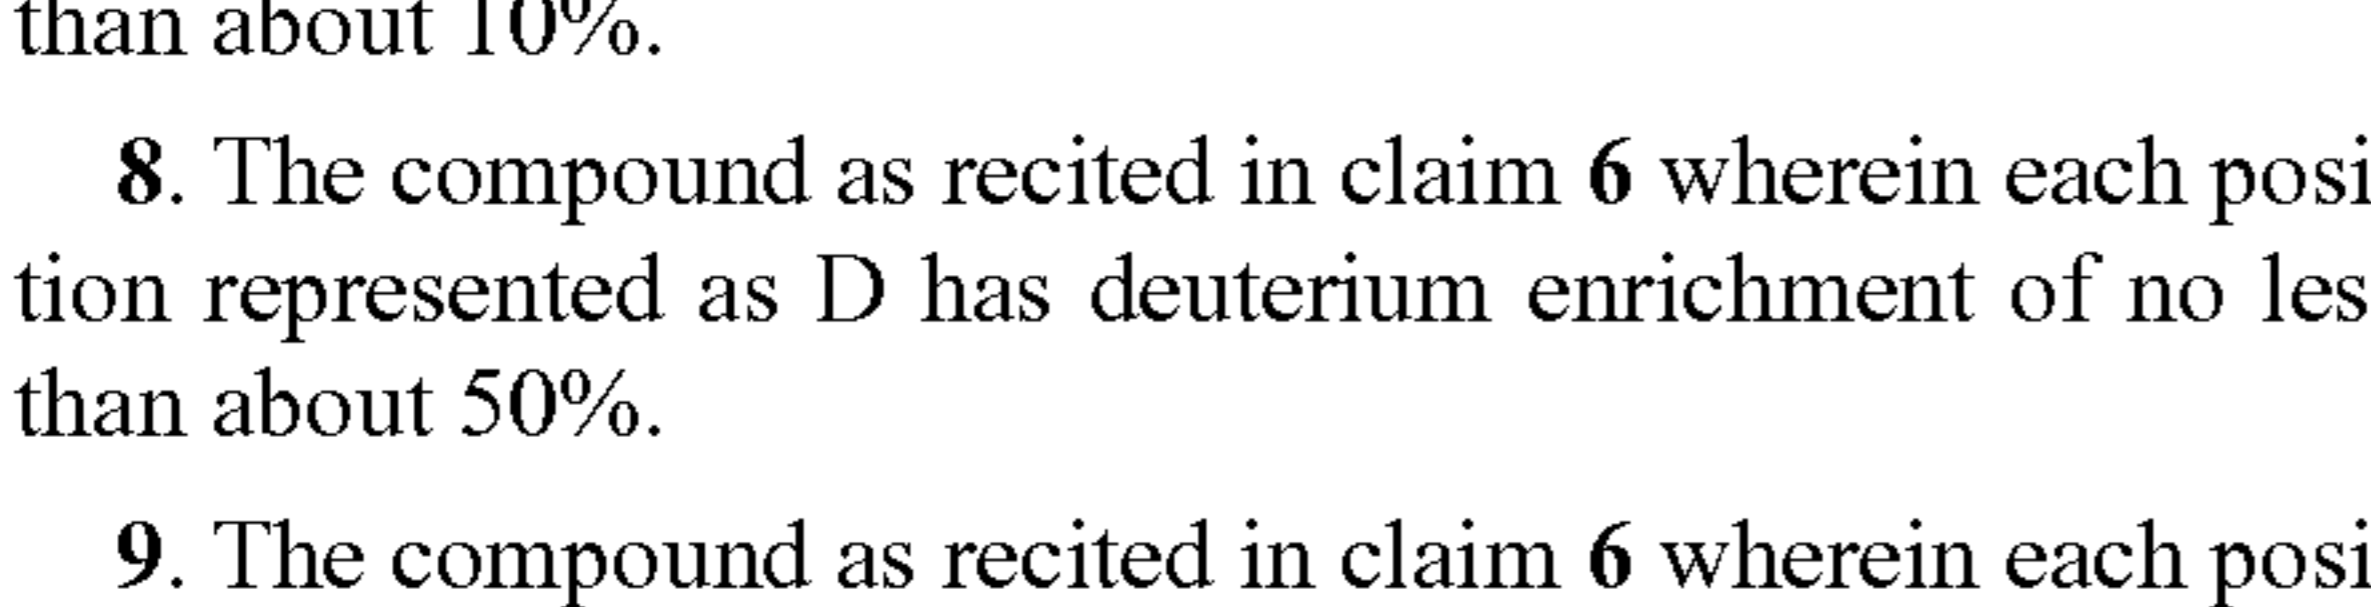 than about 10%.
8. The compound as recited in claim 6 wherein each posi
tion represented as D has deuterium enrichment of no les
than about 50%.
9. The compound as recited in claim 6 wherein each posi